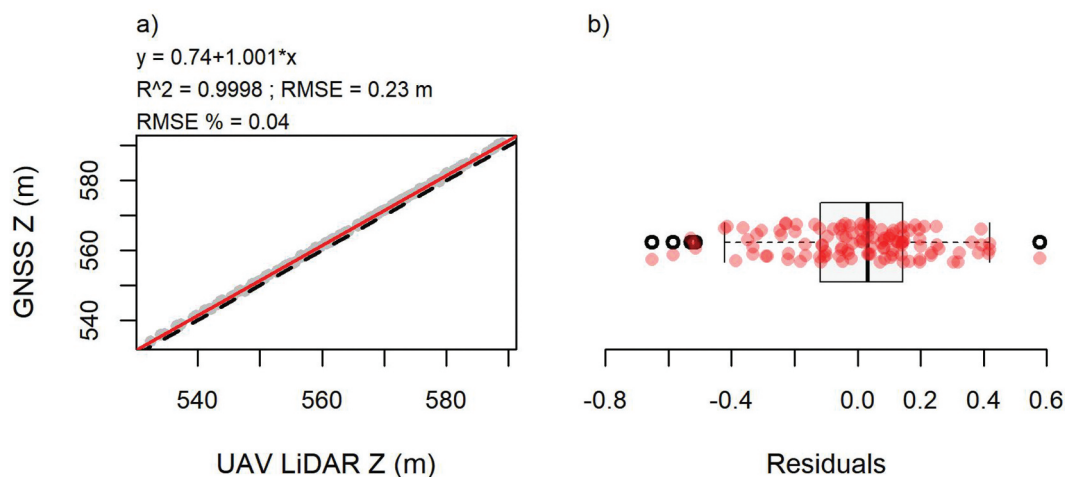 a)
y = 0.74+1.001*x
R^2 = 0.9998 ; RMSE = 0.23 m
RMSE % = 0.04
GNSS Z (m)
580
560
540
540
560
580
UAV LiDAR Z (m)
b)
-0.8
-0.4
0.0
0.2
0.4
0.6
Residuals